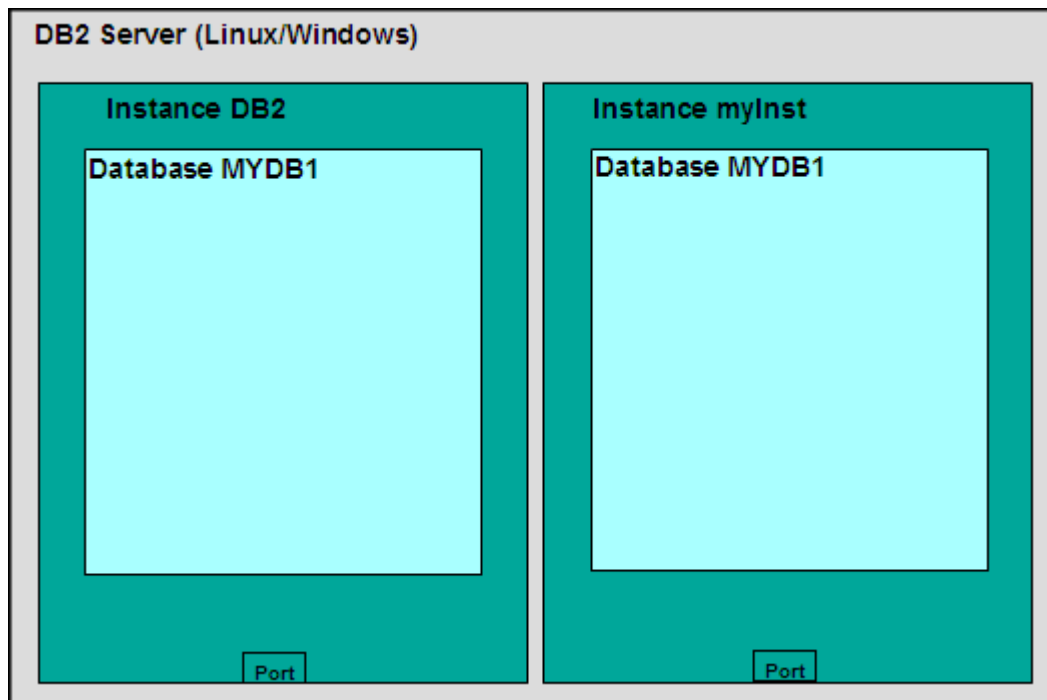 DB2 Server (Linux/Windows)
Instance DB2
Database MYDB1
Port
Instance myInst
Database MYDB1
Port